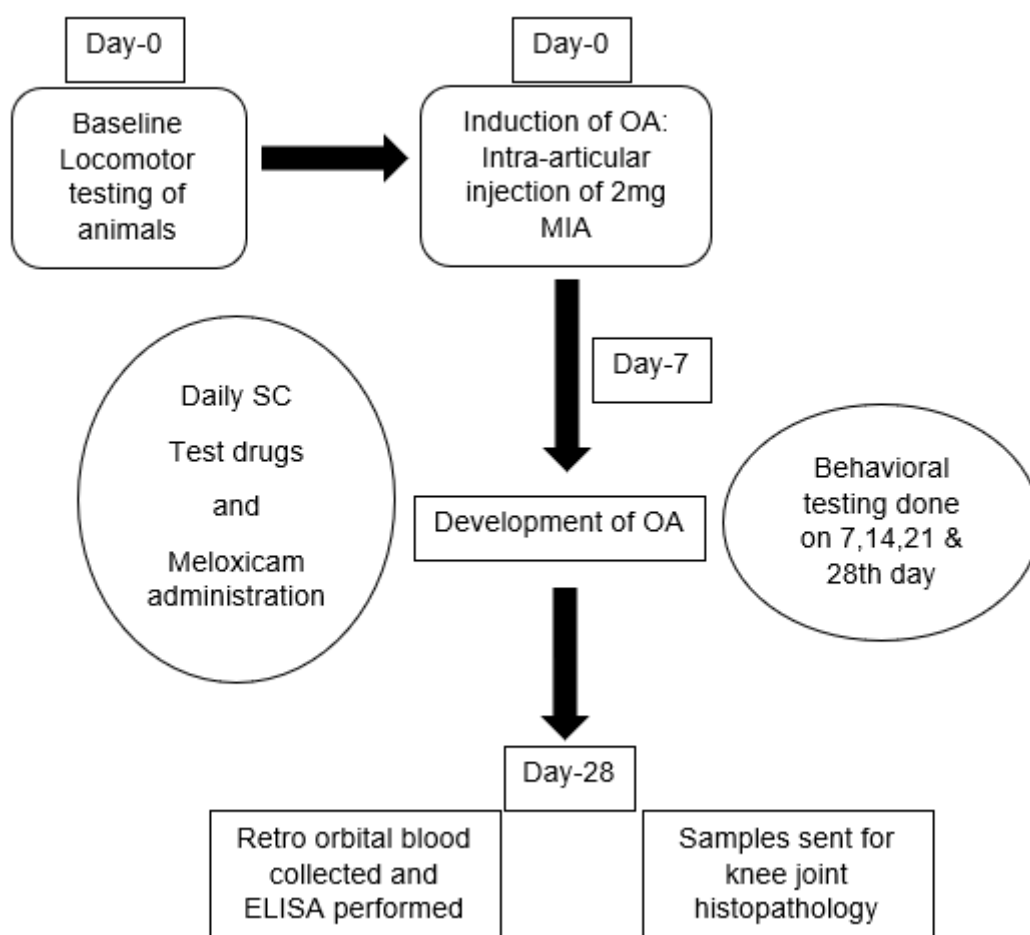 Day-0
Baseline
Locomotor
testing of
animals
Day-0
Induction of OA:
Intra-articular
injection of 2mg
MIA
Day-7
Daily SC
Test drugs
and
Meloxicam
administration
Development of OA
Behavioral
testing done
on 7,14,21 &
28th day
Day-28
Retro orbital blood
collected and
ELISA performed
Samples sent for
knee joint
histopathology